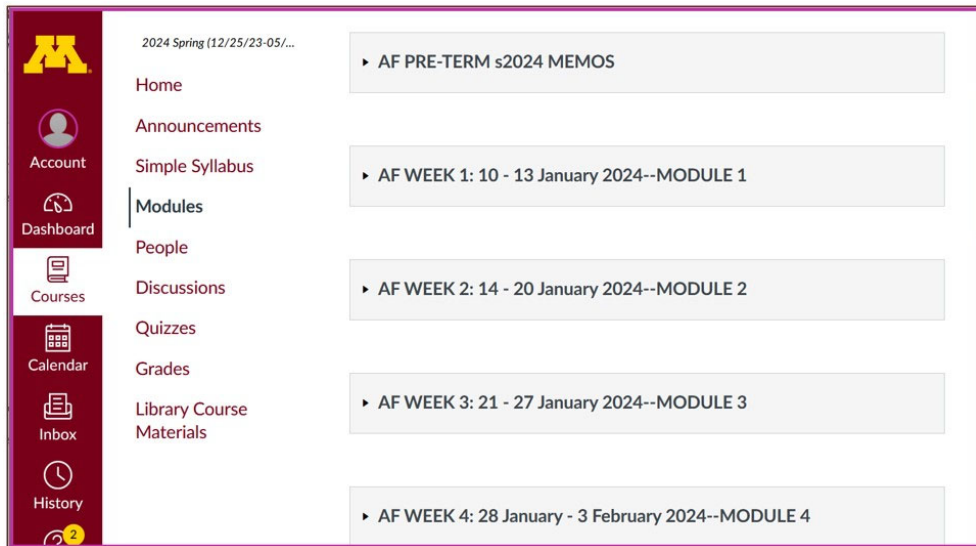 M
Account
Dashboard
Courses
Calendar
Inbox
History
2
2024 Spring (12/25/23-05/...
Home
Announcements
Simple Syllabus
Modules
People
Discussions
Quizzes
Grades
Library Course
Materials
AF PRE-TERM s2024 MEMOS
AF WEEK 1: 10 - 13 January 2024--MODULE 1
AF WEEK 2: 14 - 20 January 2024--MODULE 2
AF WEEK 3: 21 - 27 January 2024--MODULE 3
AF WEEK 4: 28 January - 3 February 2024--MODULE 4